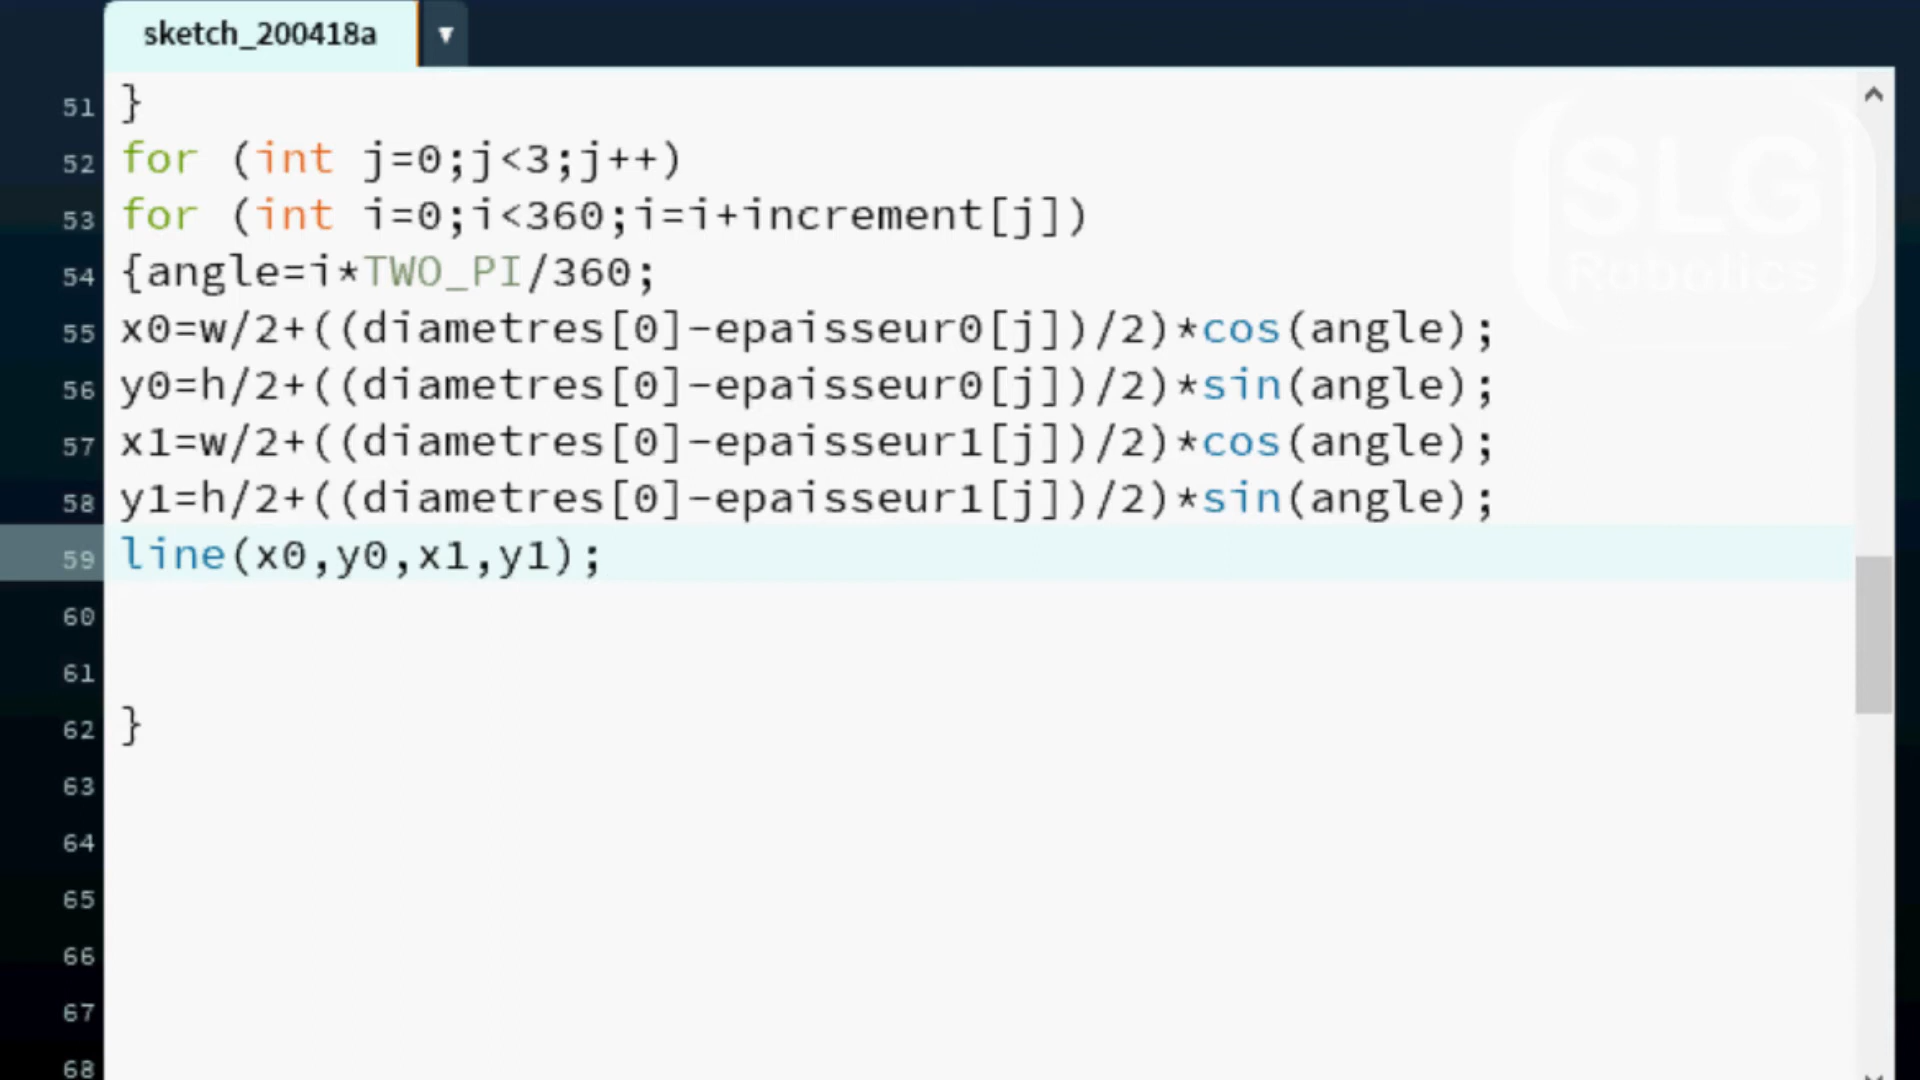 sketch_200418a
SLG
Robotics
51 }
52 for (int j=0;j<3;j++)
53 for (int i=0;i<360;i=i+increment[j])
54 {angle=i*TWO_PI/360;
55 x0=w/2+((diametres[0]-epaisseur0[j])/2)*cos(angle);
56 y0=h/2+((diametres[0]-epaisseur0[j])/2)*sin(angle);
57 x1=w/2+((diametres[0]-epaisseur1[j])/2)*cos(angle);
58 y1=h/2+((diametres[0]-epaisseur1[j])/2)*sin(angle);
59 line(x0,y0,x1,y1);
60
61
62 }
63
64
65
66
67
68